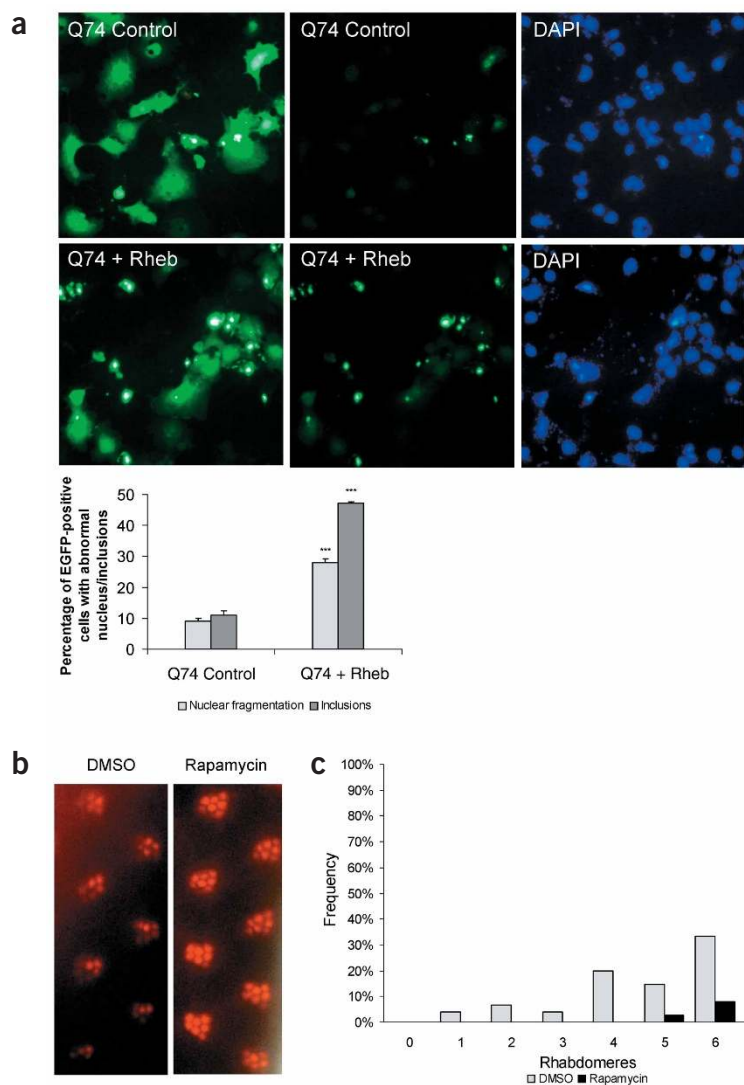 a
Q74 Control
Q74 Control
DAPI
Q74 + Rheb
Q74 + Rheb
DAPI
Percentage of EGFP-positive
cells with abnormal
nucleus/inclusions
50
40
30
20
10
0
***
***
Q74 Control
Q74 + Rheb
Nuclear fragmentation
Inclusions
b
DMSO
Rapamycin
c
Frequency
100%
90%
80%
70%
60%
50%
40%
30%
20%
10%
0%
0 1 2 3 4 5 6
Rhabdomeres
DMSO
Rapamycin